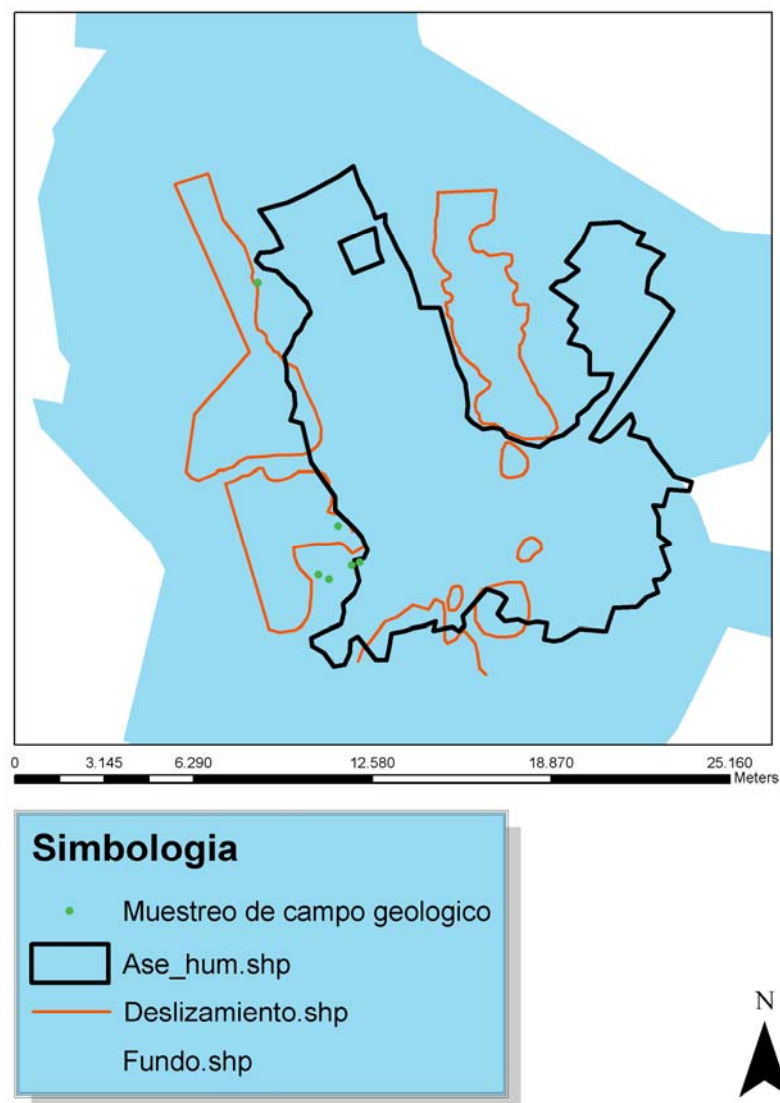 0 3.145 6.290 12.580 18.870 25.160
Meters
Simbologia
Muestreo de campo geologico
Ase_hum.shp
Deslizamiento.shp
Fundo.shp
N